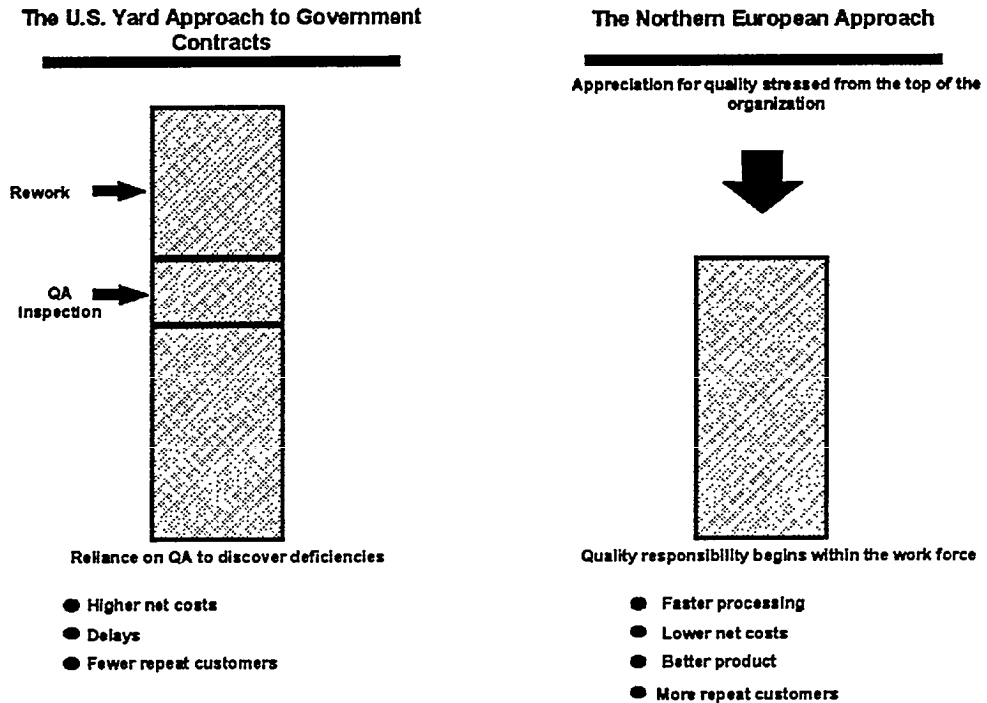 The U.S. Yard Approach to Government
Contracts
Rework
QA
Inspection
Reliance on QA to discover deficiencies
Higher net costs
Delays
Fewer repeat customers
The Northern European Approach
Appreciation for quality stressed from the top of the
organization
Quality responsibility begins within the work force
Faster processing
Lower net costs
Better product
More repeat customers